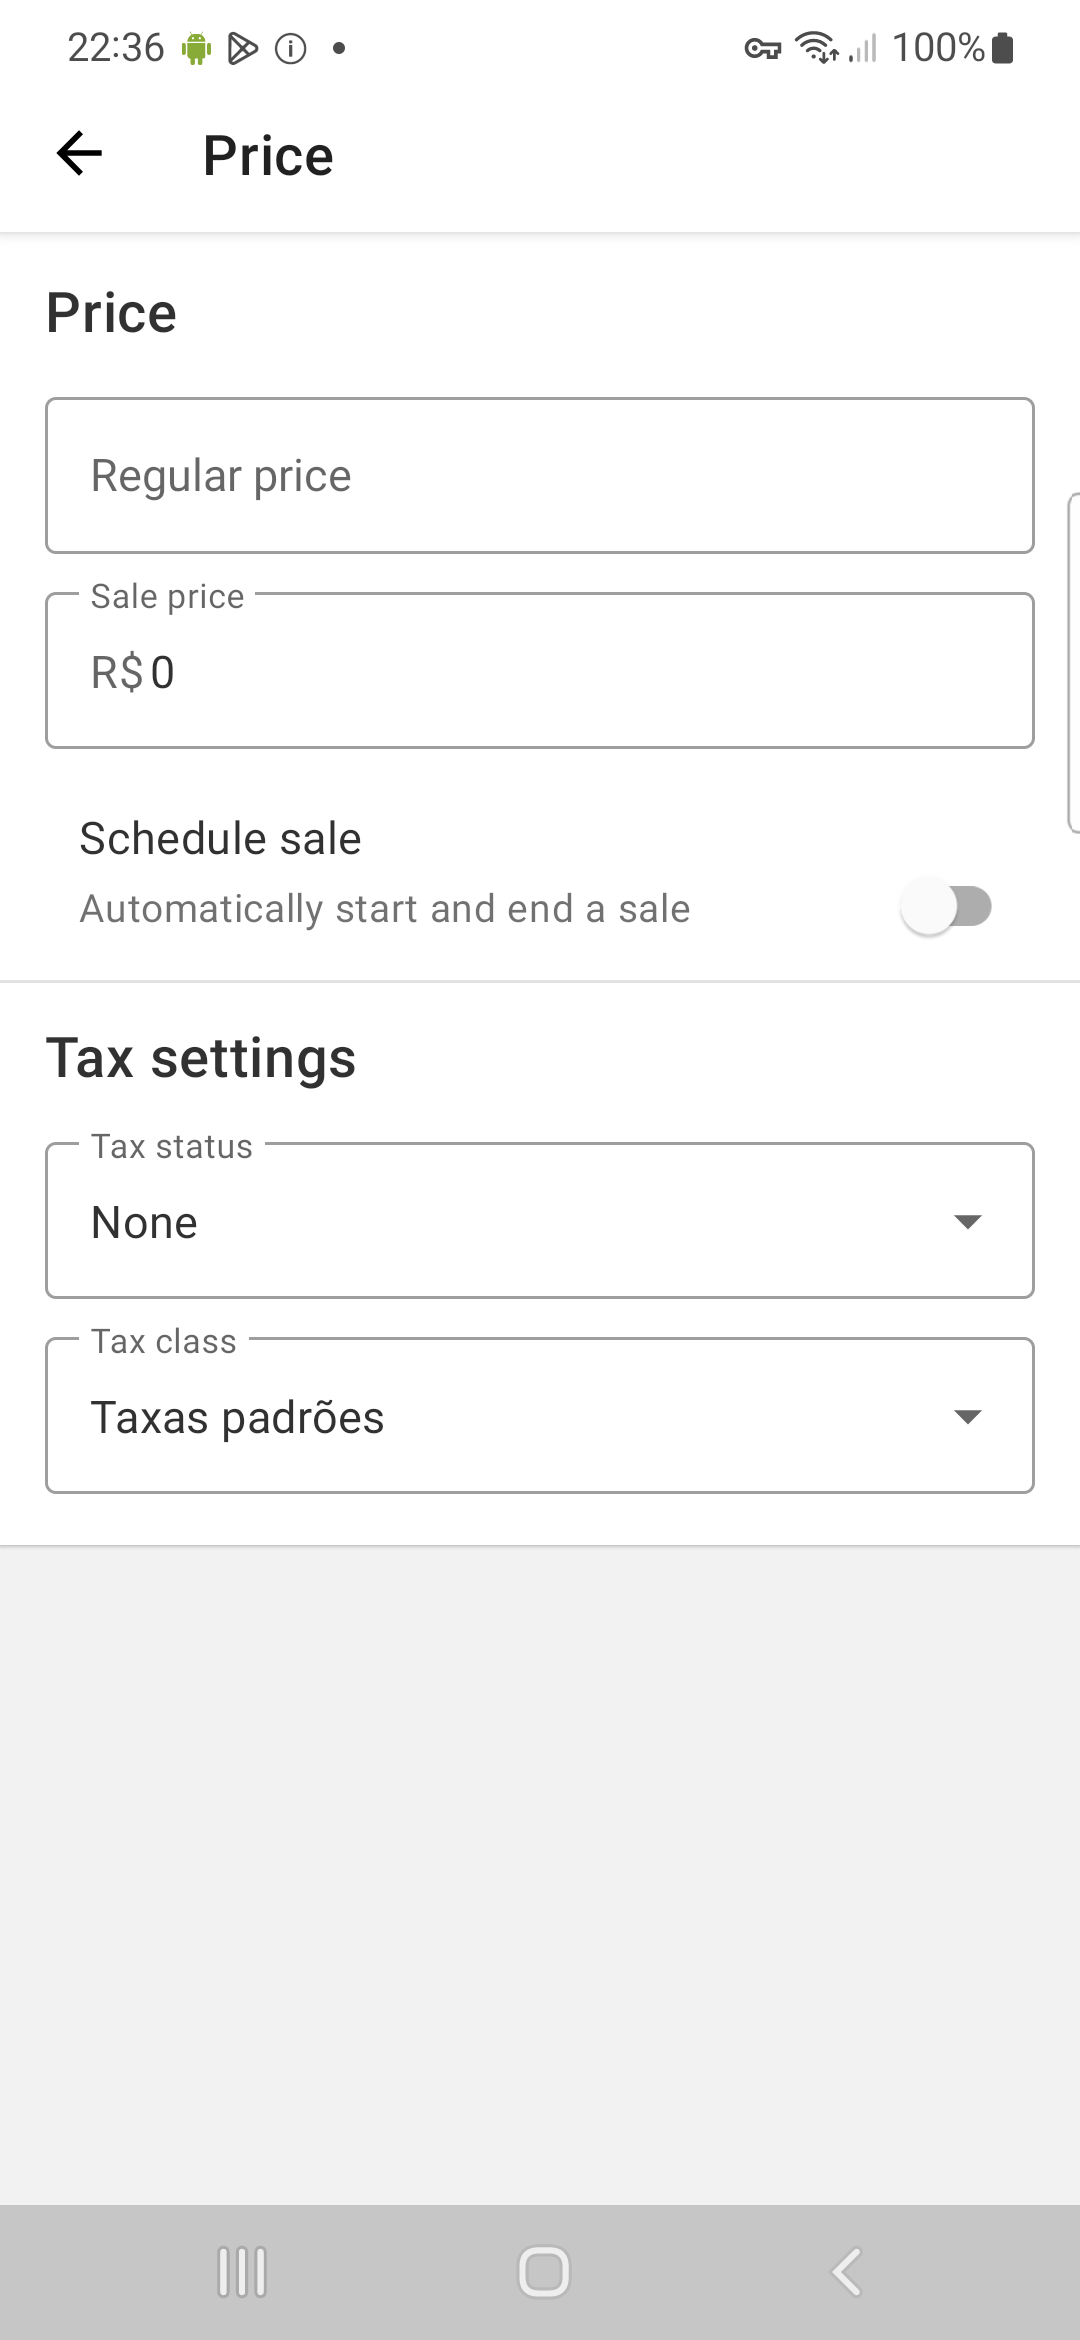 22:36
100%
Price
Price
Regular price
Sale price
R$0
Schedule sale
Automatically start and end a sale
Tax settings
Tax status
None
Tax class
Taxas padrões